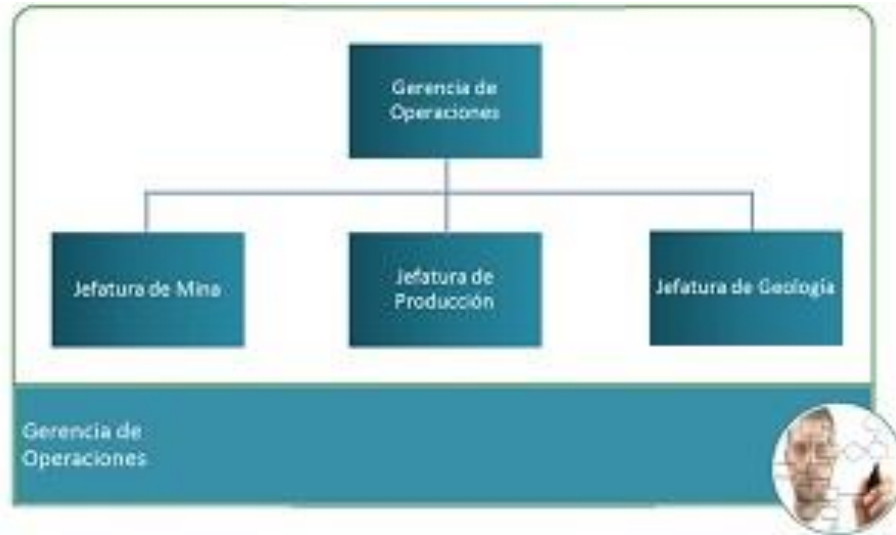 Gerencia de
Operaciones
Jefatura de Mina
Jefatura de
Producción
Jefatura de Geología
Gerencia de
Operaciones